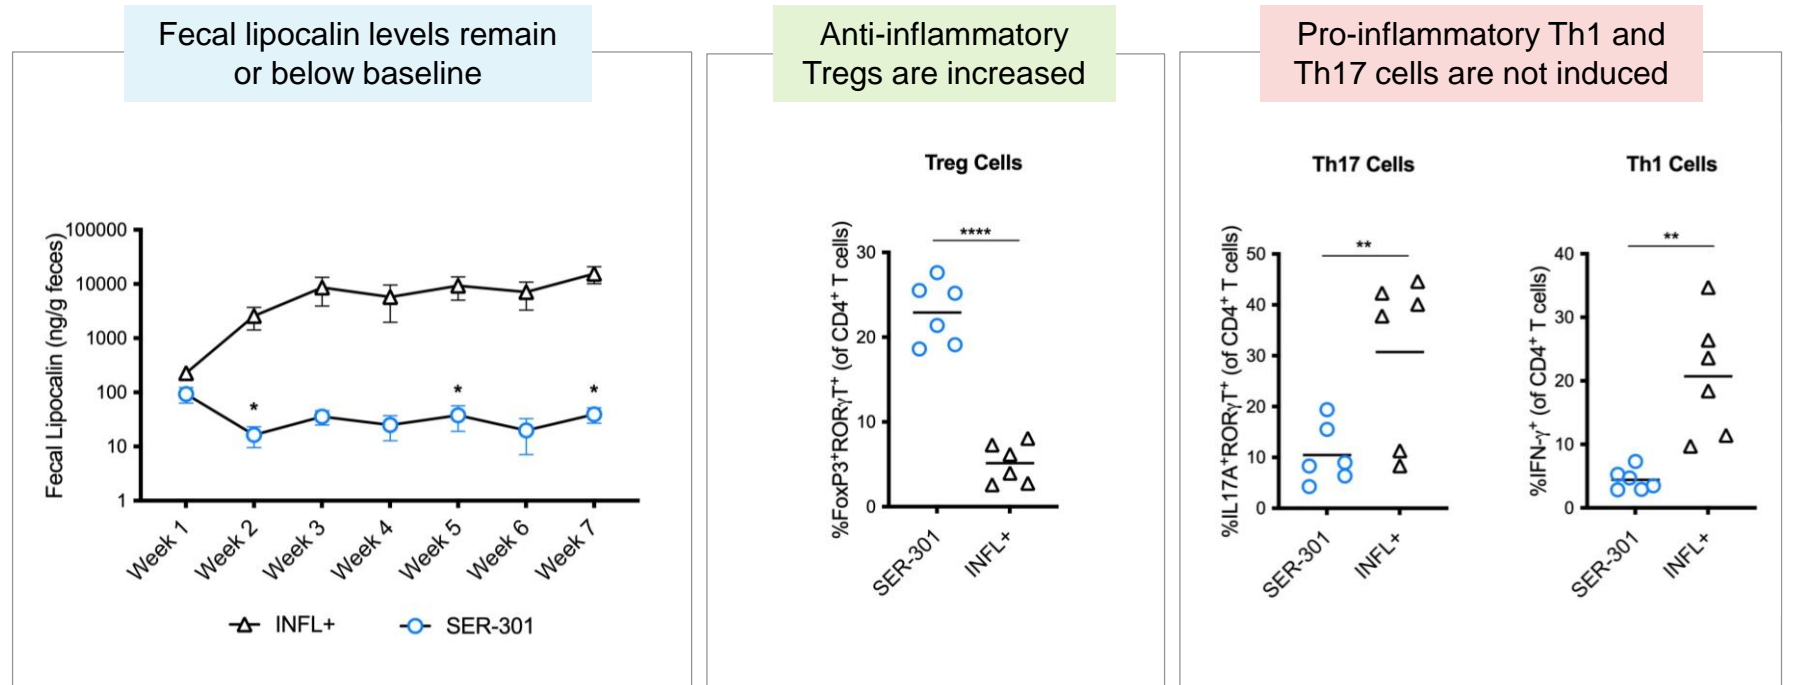 Fecal lipocalin levels remain
or below baseline
Fecal Lipocalin (ng/g feces)
100000
10000
1000
100
10
1
*
*
*
Week 1
Week 2
Week 3
Week 4
Week 5
Week 6
Week 7
INFL+
SER-301
Anti-inflammatory
Tregs are increased
Treg Cells
%FoxP3⁺RORγT⁺ (of CD4⁺ T cells)
30
20
10
0
****
SER-301
INFL+
Pro-inflammatory Th1 and
Th17 cells are not induced
Th17 Cells
%IL17A⁺RORγT⁺ (of CD4⁺ T cells)
50
40
30
20
10
0
**
SER-301
INFL+
Th1 Cells
%IFN-γ⁺ (of CD4⁺ T cells)
40
30
20
10
0
**
SER-301
INFL+